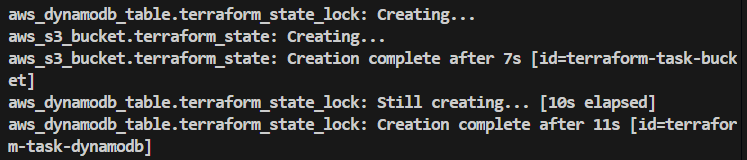 aws_dynamodb_table.terraform_state_lock: Creating...
aws_s3_bucket.terraform_state: Creating...
aws_s3_bucket.terraform_state: Creation complete after 7s [id=terraform-task-buck
et]
aws_dynamodb_table.terraform_state_lock: Still creating... [10s elapsed]
aws_dynamodb_table.terraform_state_lock: Creation complete after 11s [id=terrafor
m-task-dynamodb]